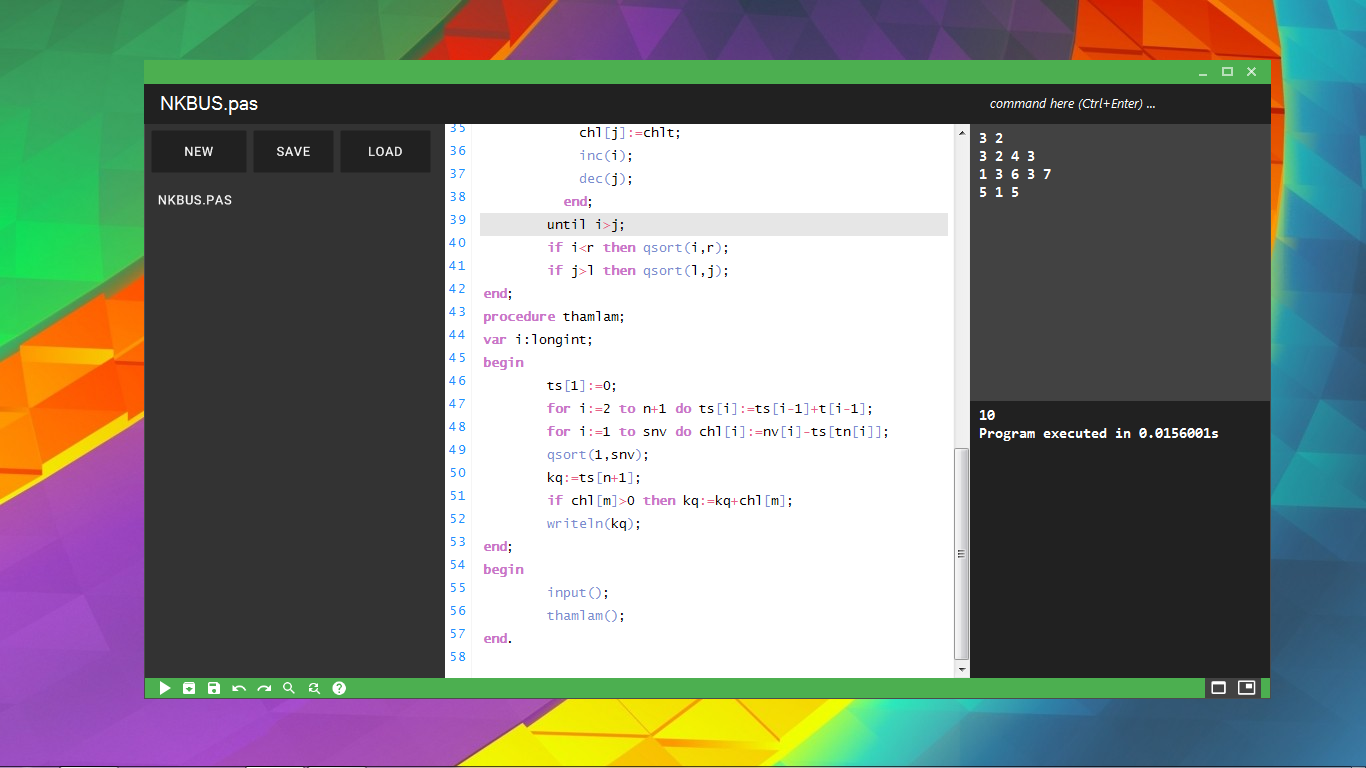 NKBUS.pas
command here (Ctrl+Enter) ...
NEW SAVE LOAD
NKBUS.PAS
35 chl[j]:=chlt;
36 inc(i);
37 dec(j);
38 end;
39 until i>j;
40 if i<r then qsort(i,r);
41 if j>l then qsort(l,j);
42 end;
43 procedure thamlam;
44 var i:longint;
45 begin
46 ts[1]:=0;
47 for i:=2 to n+1 do ts[i]:=ts[i-1]+t[i-1];
48 for i:=1 to snv do chl[i]:=nv[i]-ts[tn[i]];
49 qsort(1,snv);
50 kq:=ts[n+1];
51 if chl[m]>0 then kq:=kq+chl[m];
52 writeln(kq);
53 end;
54 begin
55 input();
56 thamlam();
57 end.
58
3 2
3 2 4 3
1 3 6 3 7
5 1 5
10
Program executed in 0.0156001s